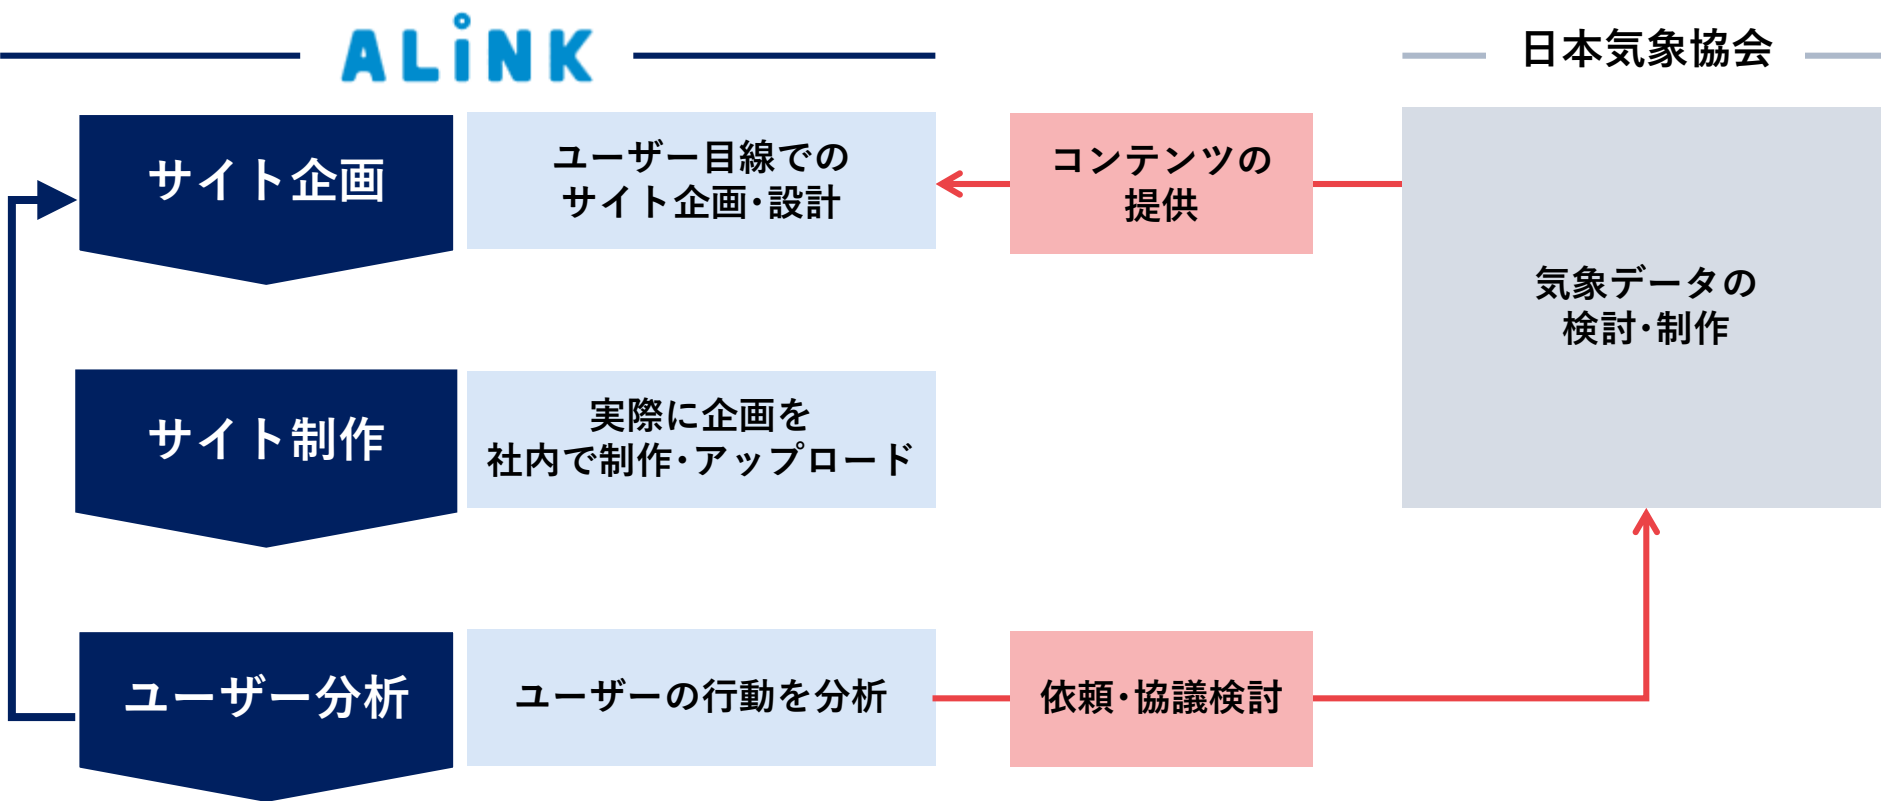 ALiNK
日本気象協会
サイト企画
ユーザー目線での
サイト企画・設計
コンテンツの
提供
気象データの
検討・制作
サイト制作
実際に企画を
社内で制作・アップロード
ユーザー分析
ユーザーの行動を分析
依頼・協議検討